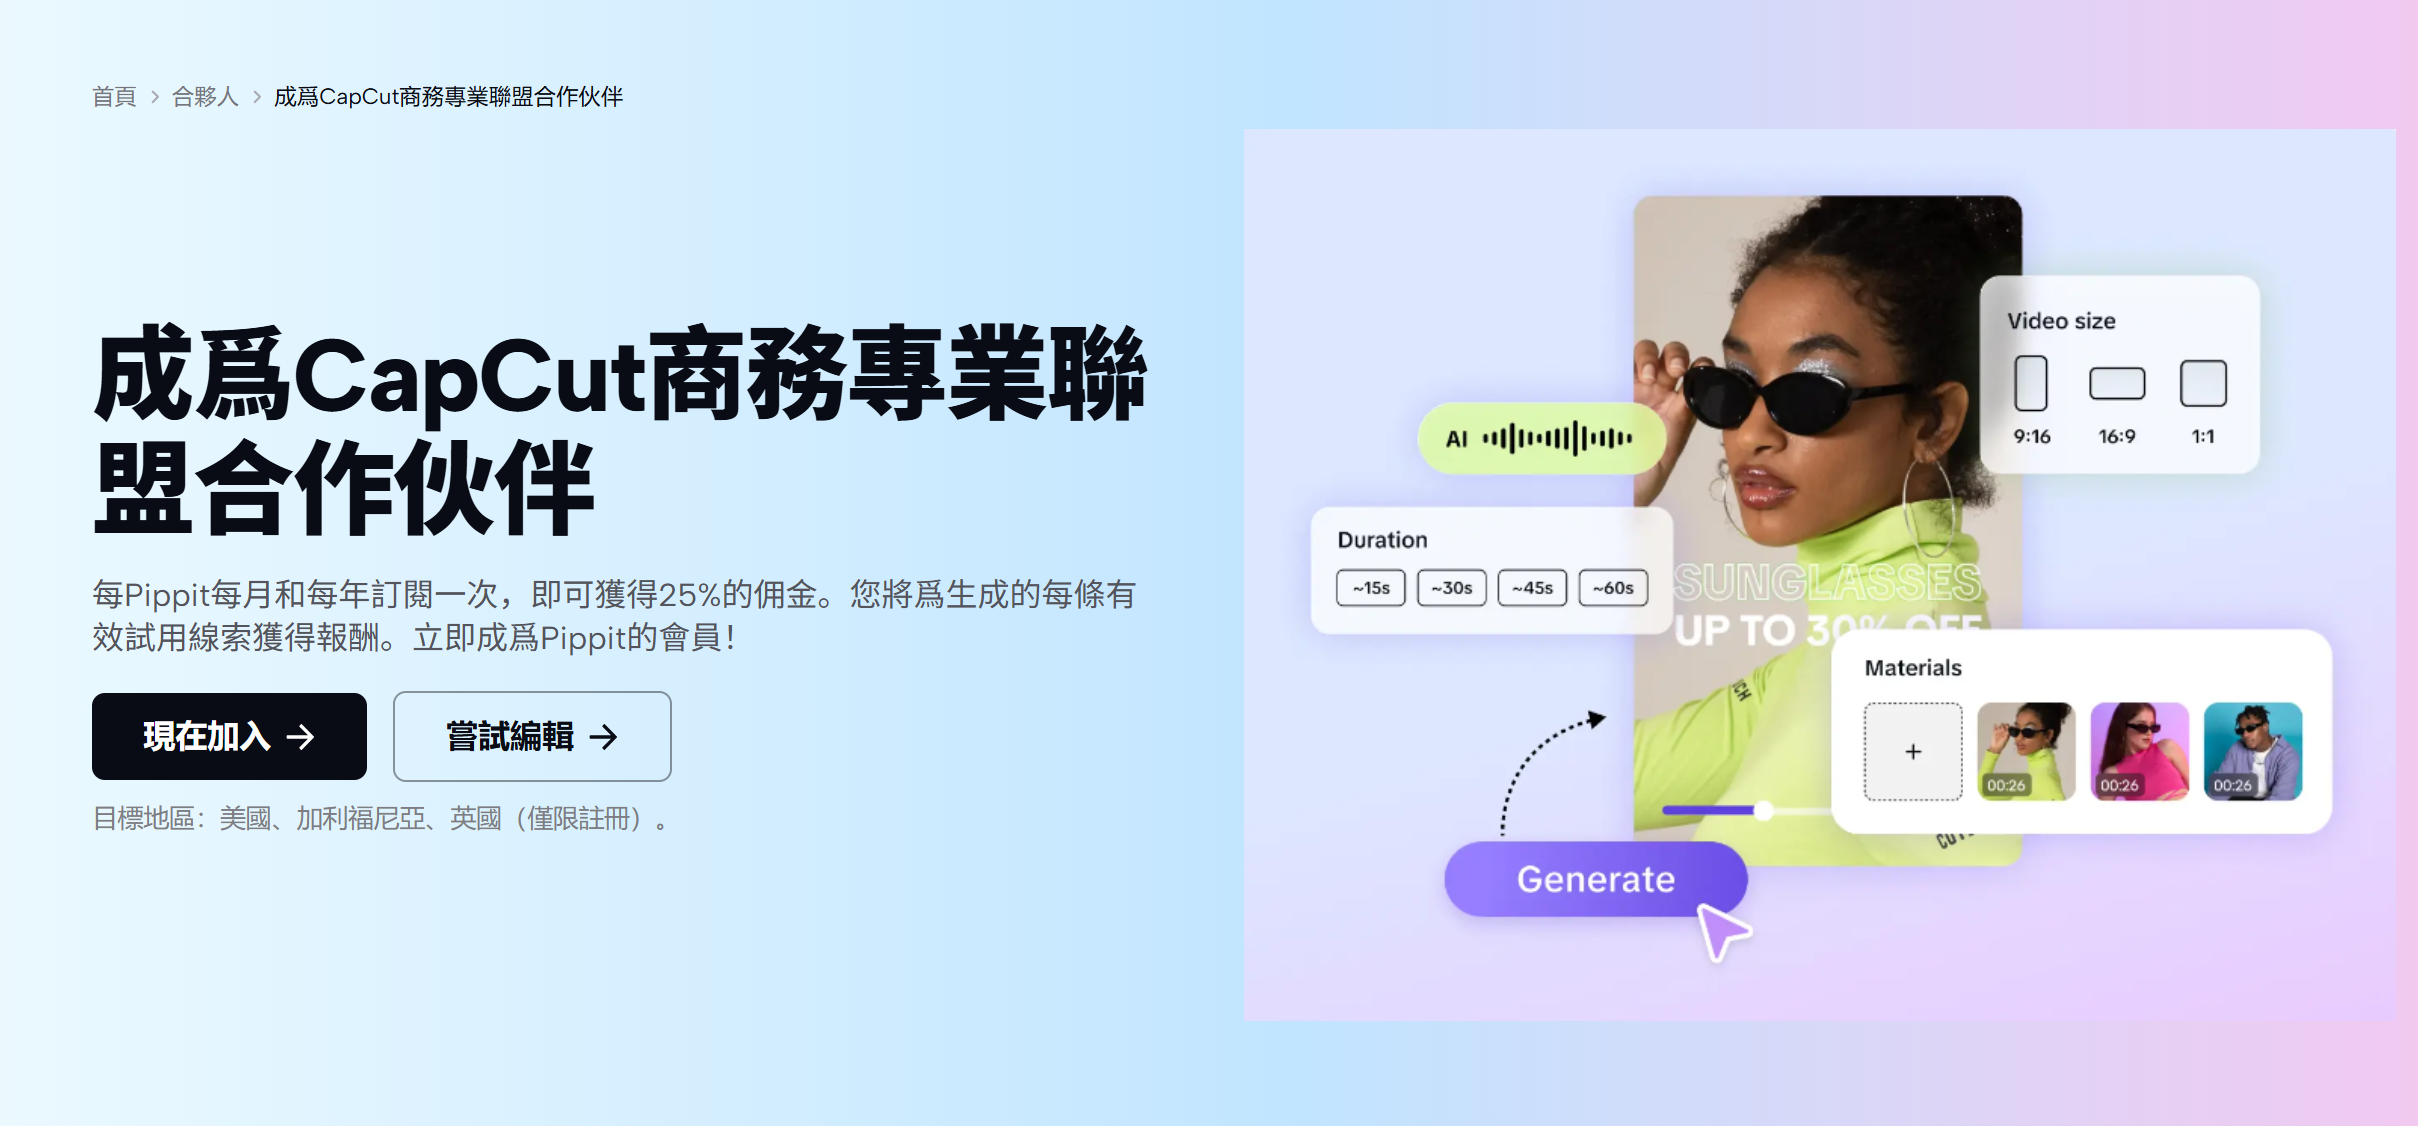 首頁 > 合夥人 > 成爲CapCut商務專業聯盟合作伙伴
成爲CapCut商務專業聯
盟合作伙伴
每Pippit每月和每年訂閱一次，即可獲得25%的佣金。您將爲生成的每條有
效試用線索獲得報酬。立即成爲Pippit的會員！
現在加入 →
嘗試編輯 →
目標地區：美國、加利福尼亞、英國（僅限註冊）。
Video size
9:16 16:9 1:1
AI
Duration
~15s ~30s ~45s ~60s
SUNGLASSES
UP TO 30% OFF
Materials
+
00:26 00:26 00:26
Generate